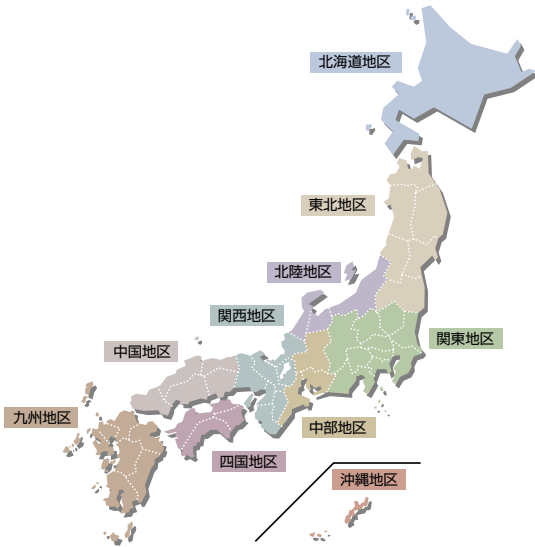 北海道地区
東北地区
北陸地区
関西地区
関東地区
中国地区
九州地区
中部地区
四国地区
沖縄地区